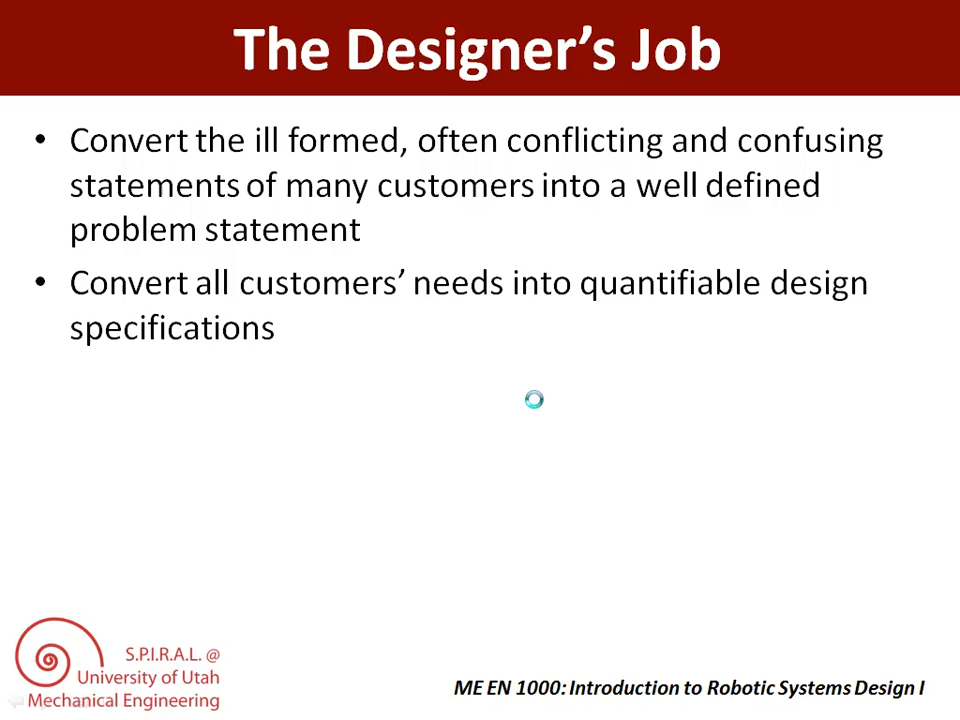 The Designer’s Job
• Convert the ill formed, often conflicting and confusing
statements of many customers into a well defined
problem statement
• Convert all customers’ needs into quantifiable design
specifications
S.P.I.R.A.L. @
University of Utah
Mechanical Engineering
ME EN 1000: Introduction to Robotic Systems Design I